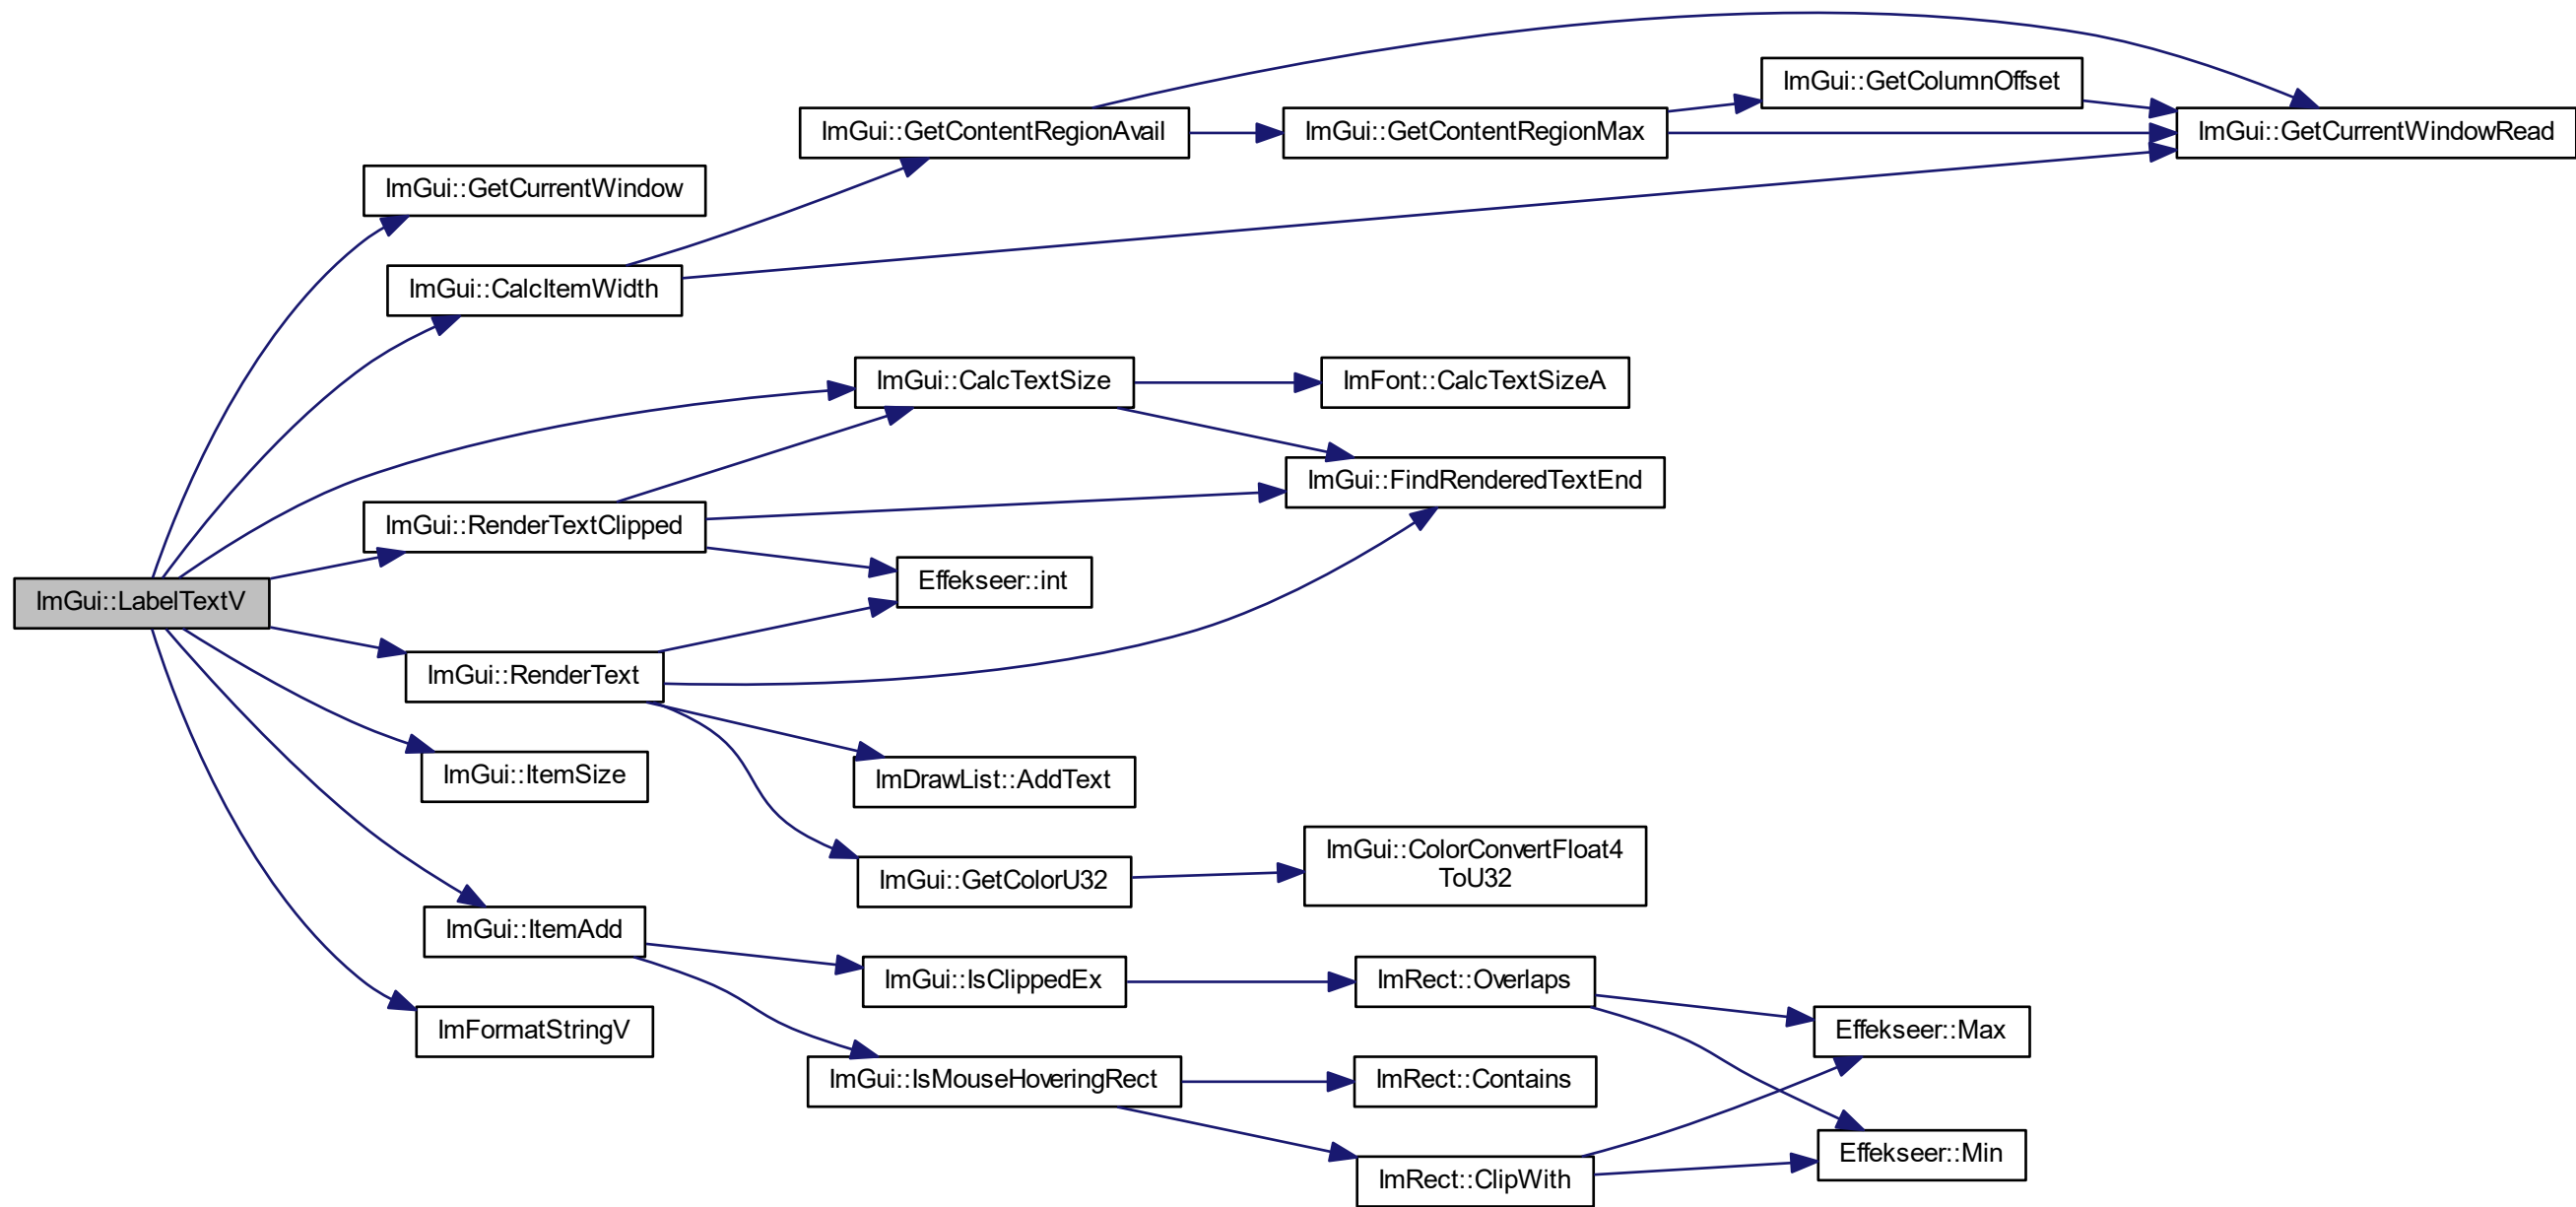 ImGui::LabelTextV
ImGui::GetCurrentWindow
ImGui::CalcItemWidth
ImGui::GetContentRegionAvail
ImGui::GetContentRegionMax
ImGui::GetColumnOffset
ImGui::GetCurrentWindowRead
ImGui::CalcTextSize
ImFont::CalcTextSizeA
ImGui::FindRenderedTextEnd
ImGui::RenderTextClipped
Effekseer::int
ImGui::RenderText
ImDrawList::AddText
ImGui::GetColorU32
ImGui::ColorConvertFloat4
ToU32
ImGui::ItemSize
ImGui::ItemAdd
ImGui::IsClippedEx
ImRect::Overlaps
Effekseer::Max
Effekseer::Min
ImGui::IsMouseHoveringRect
ImRect::Contains
ImRect::ClipWith
ImFormatStringV